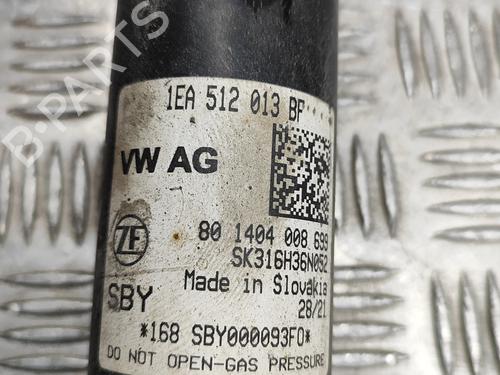 B-PARTS
1EA 512 013 BF
VW AG
ZF
80 1404 008 699
SK316H36N052
Made in Slovakia
SBY
28/21
*168 SBY000093F0*
DO NOT OPEN-GAS PRESSURE